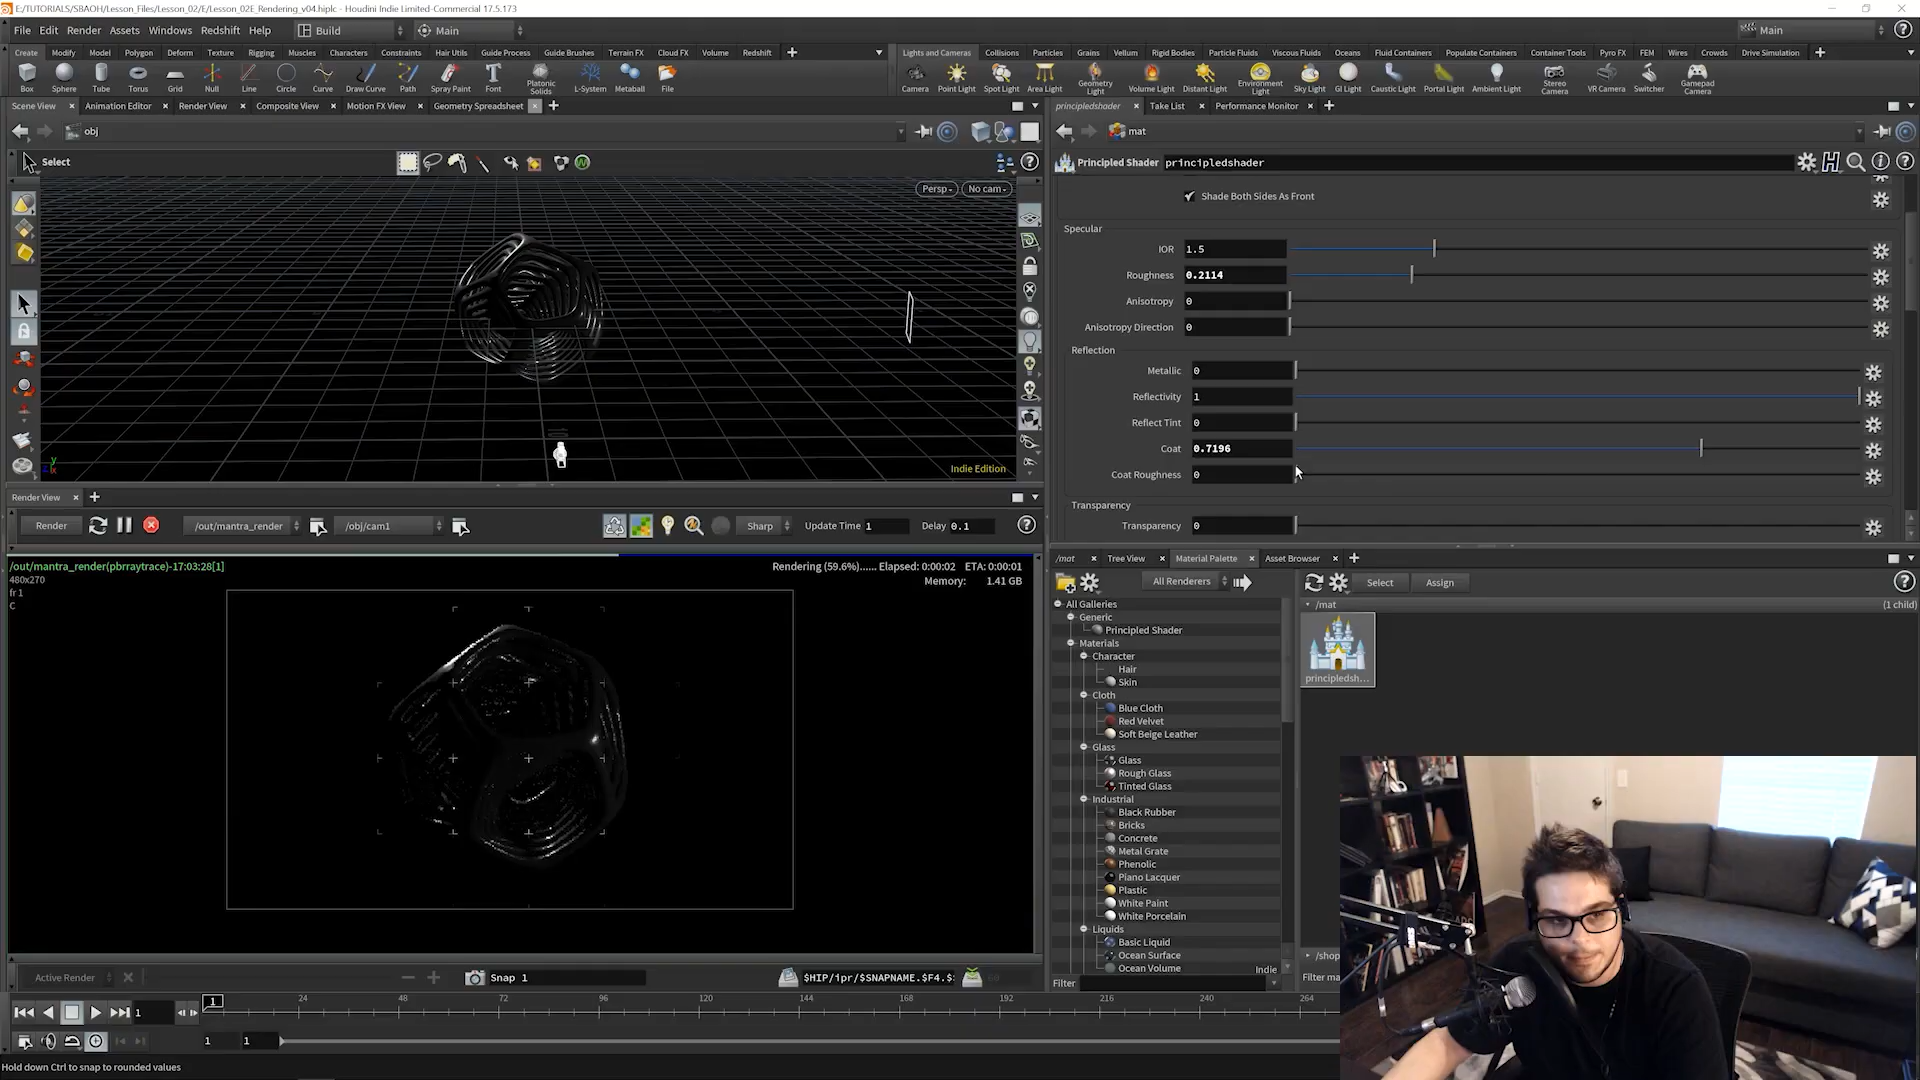 E:/TUTORIALS/SBAOH/Lesson_Files/Lesson_02/E/Lesson_02E_Rendering_v04.hiplc - Houdini Indie Limited-Commercial 17.5.173
File Edit Render Assets Windows Redshift Help Build Main Main
Create Modify Model Polygon Deform Texture Rigging Muscles Characters Constraints Hair Utils Guide Process Guide Brushes Terrain FX Cloud FX Volume Redshift
Lights and Cameras Collisions Particles Grains Vellum Rigid Bodies Particle Fluids Viscous Fluids Oceans Fluid Containers Populate Containers Container Tools Pyro FX FEM Wires Crowds Drive Simulation
Box Sphere Tube Torus Grid Null Line Circle Curve Draw Curve Path Spray Paint Font Platonic Solids L-System Metaball File
Camera Point Light Spot Light Area Light Geometry Light Volume Light Distant Light Environment Light Sky Light GI Light Caustic Light Portal Light Ambient Light Stereo Camera VR Camera Switcher Gamepad Camera
Scene View Animation Editor Render View Composite View Motion FX View Geometry Spreadsheet
principledshader Take List Performance Monitor
obj
mat
Select
Principled Shader principledshader
Persp No cam
Shade Both Sides As Front
Specular
IOR 1.5
Roughness 0.2114
Anisotropy 0
Anisotropy Direction 0
Reflection
Metallic 0
Reflectivity 1
Reflect Tint 0
Coat 0.7196
Coat Roughness 0
Transparency
Transparency 0
Indie Edition
Render View
Render /out/mantra_render /obj/cam1 Sharp Update Time 1 Delay 0.1
/out/mantra_render(pbrraytrace)-17:03:28[1]
480x270
fr 1
C
Rendering (59.6%)...... Elapsed: 0:00:02 ETA: 0:00:01
Memory: 1.41 GB
/mat Tree View Material Palette Asset Browser
All Renderers Select Assign
All Galleries
Generic
Principled Shader
Materials
Character
Hair
Skin
Cloth
Blue Cloth
Red Velvet
Soft Beige Leather
Glass
Glass
Rough Glass
Tinted Glass
Industrial
Black Rubber
Bricks
Concrete
Metal Grate
Phenolic
Piano Lacquer
Plastic
White Paint
White Porcelain
Liquids
Basic Liquid
Ocean Surface
Ocean Volume
Indie
Filter
/mat (1 child)
principledsh...
/shop
Filter ma
Active Render Snap 1 $HIP/ipr/$SNAPNAME.$F4.$
1 1 24 48 72 96 120 144 168 192 216 240 264
1 1
Hold down Ctrl to snap to rounded values